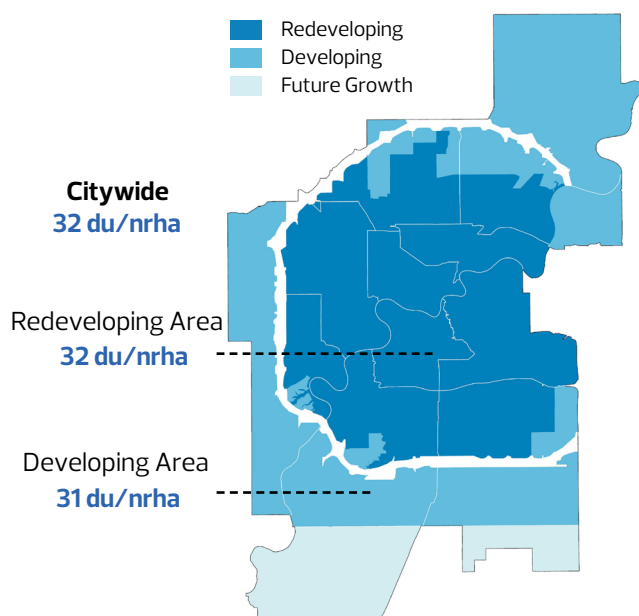 Redeveloping
Developing
Future Growth
Citywide
32 du/nrha
Redeveloping Area
32 du/nrha
Developing Area
31 du/nrha